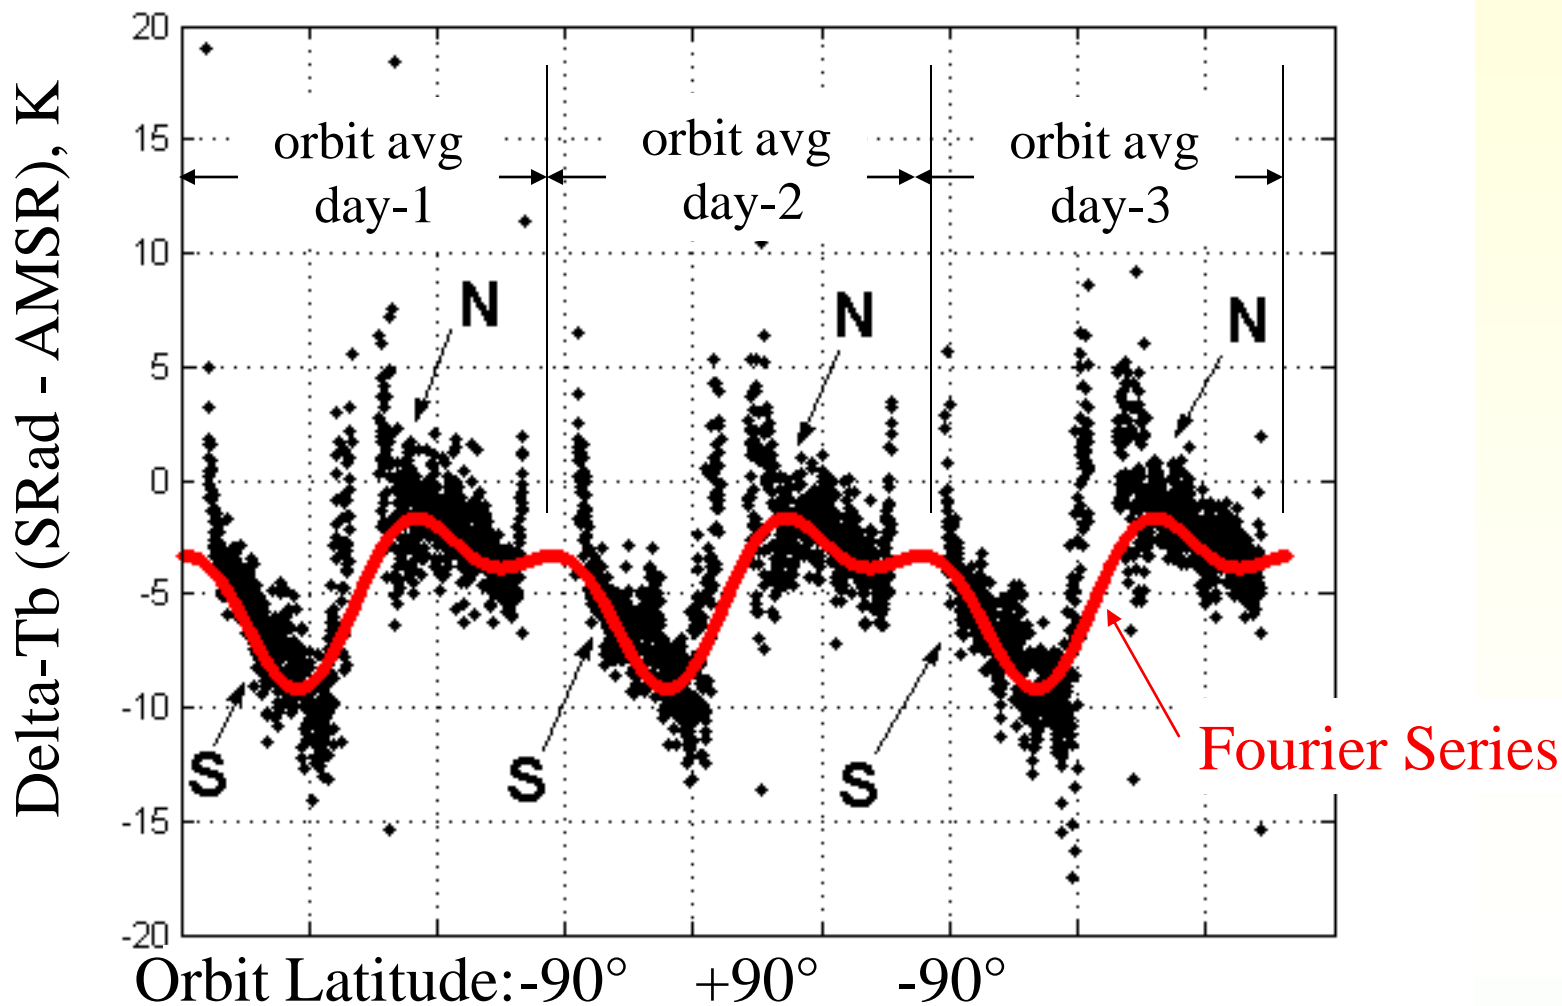 Delta-Tb (SRad - AMSR), K
20
15
10
5
0
-5
-10
-15
-20
orbit avg
day-1
orbit avg
day-2
orbit avg
day-3
N
N
N
S
S
S
Fourier Series
Orbit Latitude: -90° +90° -90°